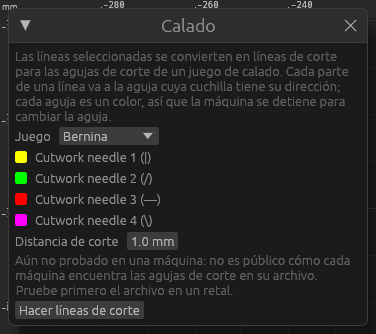 mm
-280
-260
-240
▼ Calado ×
Las líneas seleccionadas se convierten en líneas de corte
para las agujas de corte de un juego de calado. Cada parte
de una línea va a la aguja cuya cuchilla tiene su dirección;
cada aguja es un color, así que la máquina se detiene para
cambiar la aguja.
Juego Bernina
Cutwork needle 1 (|)
Cutwork needle 2 (/)
Cutwork needle 3 (—)
Cutwork needle 4 (\)
Distancia de corte 1.0 mm
Aún no probado en una máquina: no es público cómo cada
máquina encuentra las agujas de corte en su archivo.
Pruebe primero el archivo en un retal.
Hacer líneas de corte